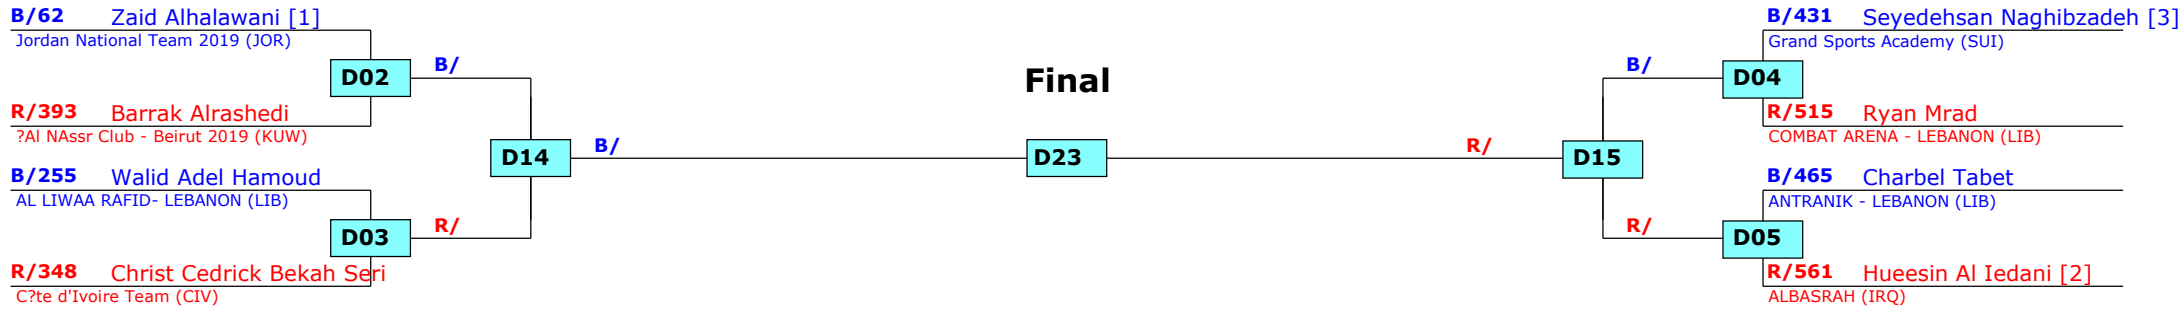 B/62 Zaid Alhalawani [1]
Jordan National Team 2019 (JOR)
D02
B/
R/393 Barrak Alrashedi
?Al NAssr Club - Beirut 2019 (KUW)
D14
B/
B/255 Walid Adel Hamoud
AL LIWAA RAFID- LEBANON (LIB)
D03
R/
R/348 Christ Cedrick Bekah Seri
C?te d'Ivoire Team (CIV)
Final
D23
B/431 Seyedehsan Naghibzadeh [3]
Grand Sports Academy (SUI)
B/
D04
R/515 Ryan Mrad
COMBAT ARENA - LEBANON (LIB)
R/
D15
B/465 Charbel Tabet
ANTRANIK - LEBANON (LIB)
R/
D05
R/561 Hueesin Al Iedani [2]
ALBASRAH (IRQ)